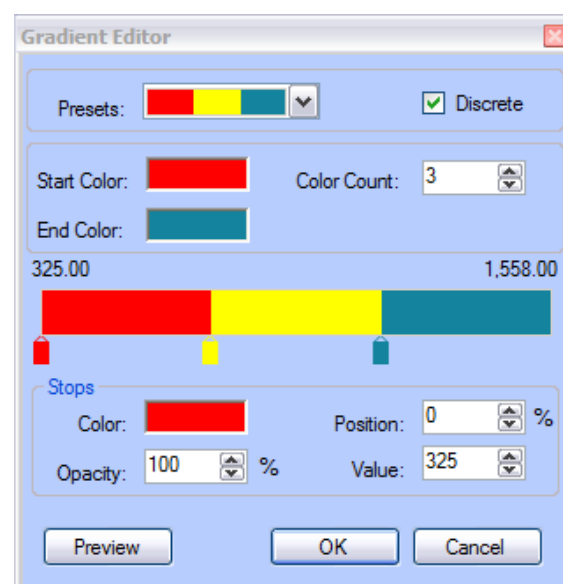 Gradient Editor
Presets: Discrete
Start Color: Color Count: 3
End Color:
325.00 1,558.00
Stops
Color: Position: 0 %
Opacity: 100 % Value: 325
Preview OK Cancel